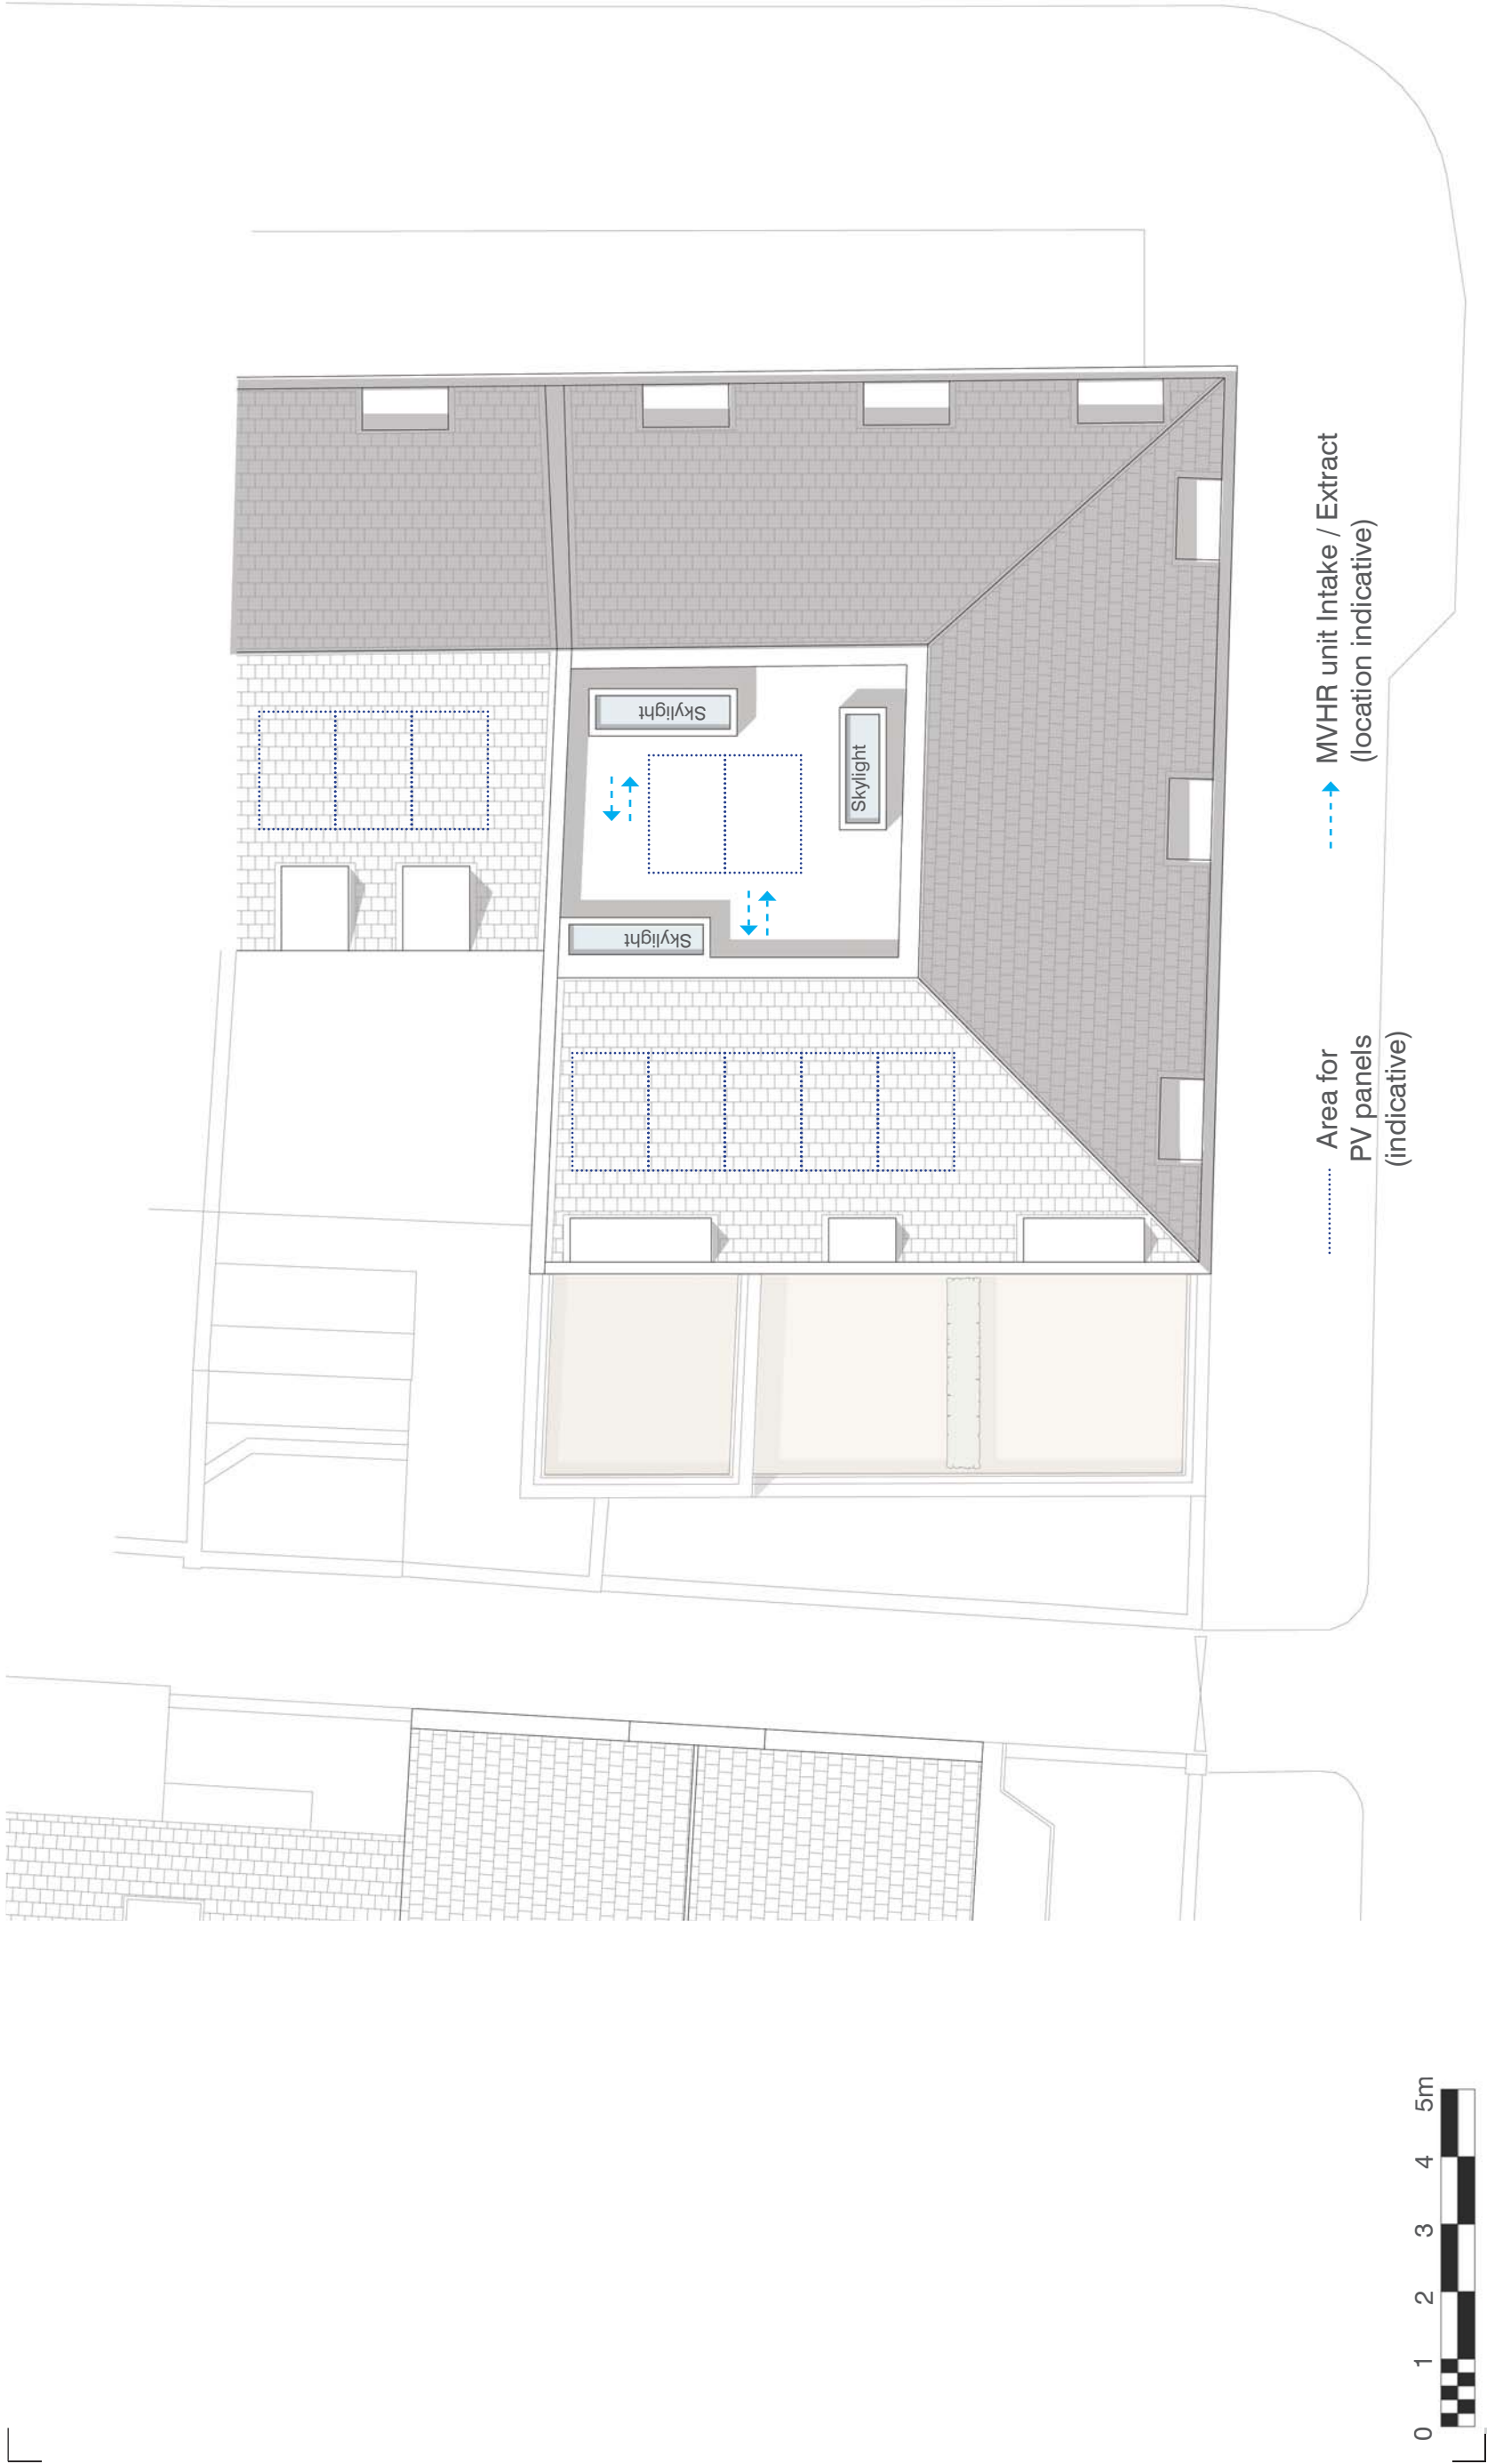 Skylight
Skylight
Skylight
Area for
PV panels
(indicative)
MVHR unit Intake / Extract
(location indicative)
0 1 2 3 4 5m